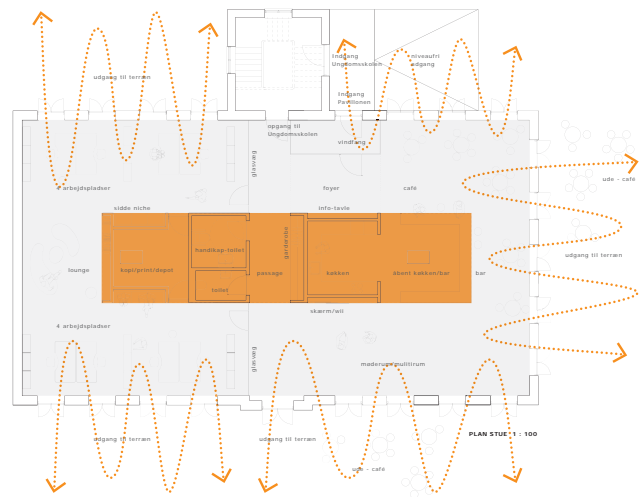 Indgang
Ungdomsskolen
niveaufri
adgang
udgang til terræn
Indgang
Pavillonen
opgang til
Ungdomsskolen
vindfang
glasvæg
4 arbejdspladser
foyer
café
ude - café
sidde niche
info-tavle
garderobe
handikap-toilet
udgang til terræn
lounge
kopi/print/depot
passage
køkken
åbent køkken/bar
bar
toilet
skærm/wii
4 arbejdspladser
glasvæg
møderum/multirum
udgang til terræn
udgang til terræn
PLAN STUE 1 : 100
ude - café